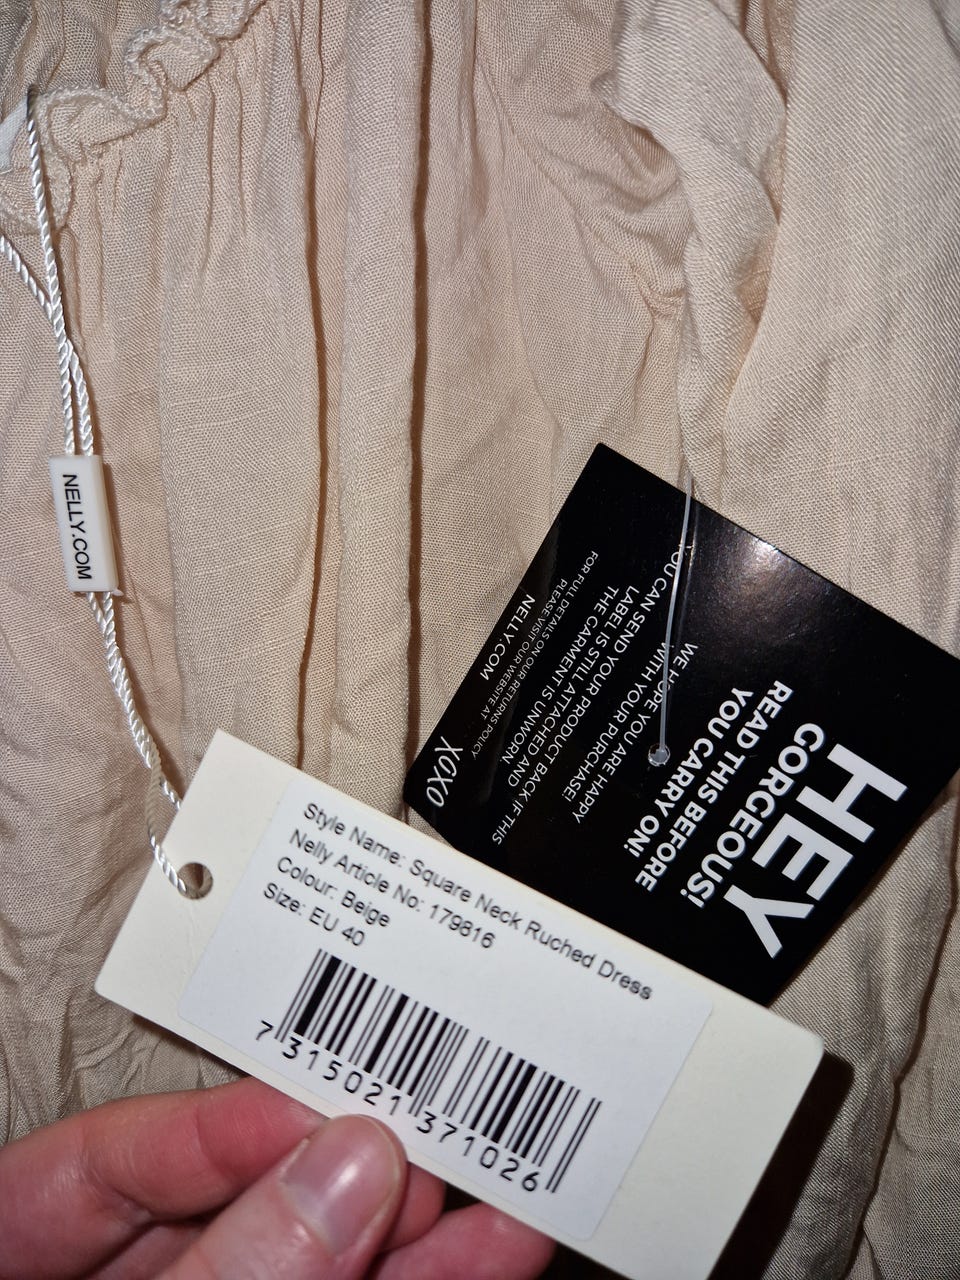 NELLY.COM
HEY
GORGEOUS!
READ THIS BEFORE
YOU CARRY ON!
WE HOPE YOU ARE HAPPY
WITH YOUR PURCHASE!
YOU CAN SEND YOUR PRODUCT BACK IF THIS
LABEL IS STILL ATTACHED AND
THE GARMENT IS UNWORN
FOR FULL DETAILS ON OUR RETURNS POLICY
PLEASE VISIT OUR WEBSITE AT
NELLY.COM
XOXO
Style Name: Square Neck Ruched Dress
Nelly Article No: 179816
Colour: Beige
Size: EU 40
7 315021 371026